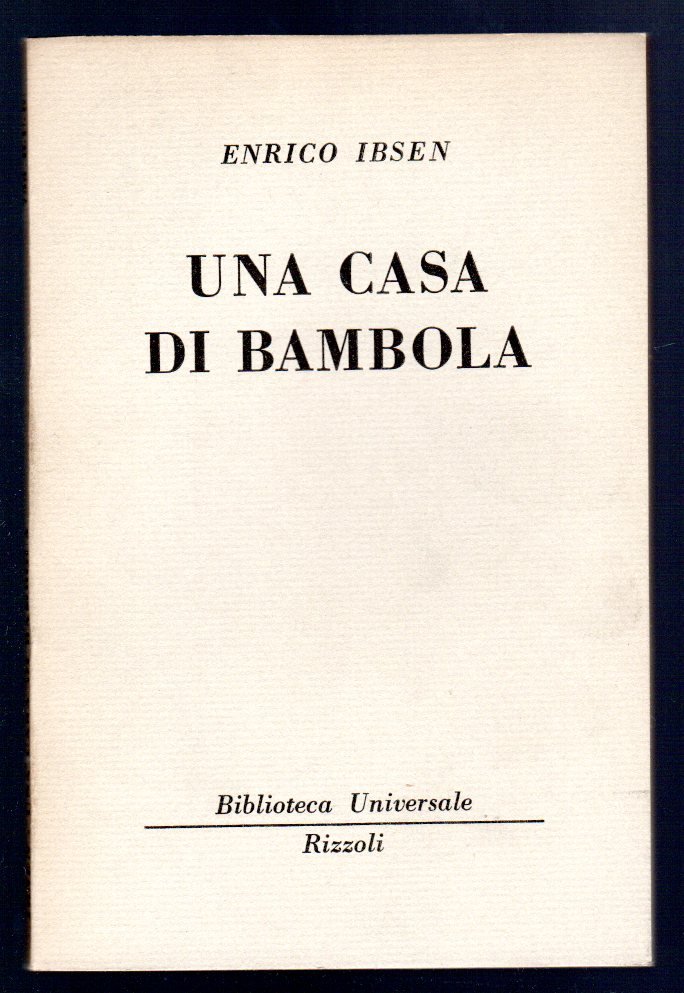 ENRICO IBSEN
UNA CASA
DI BAMBOLA
Biblioteca Universale
Rizzoli